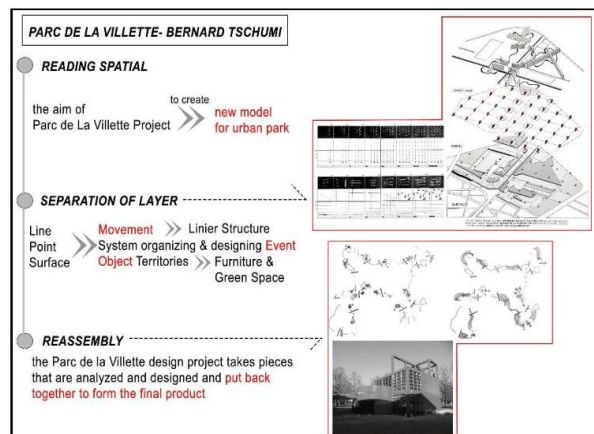 PARC DE LA VILLETTE- BERNARD TSCHUMI
READING SPATIAL
the aim of
Parc de La Villette Project
to create
new model
for urban park
SEPARATION OF LAYER
Line
Point
Surface
Movement
Linier Structure
System organizing & designing Event
Object Territories
Furniture &
Green Space
REASSEMBLY
the Parc de la Villette design project takes pieces
that are analyzed and designed and put back
together to form the final product